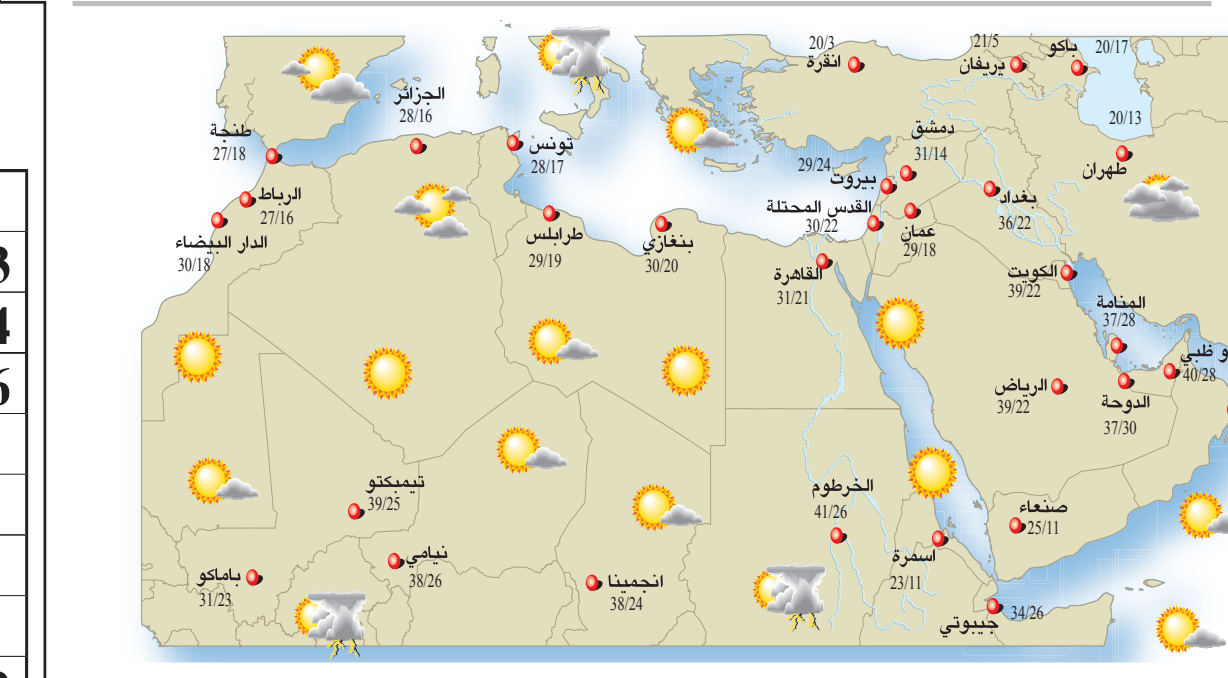 20/3
انقرة
21/5
يريفان
باكو
20/17
20/13
طهران
الجزائر
28/16
طنجة
27/18
تونس
28/17
دمشق
31/14
29/24
بيروت
بغداد
36/22
الرباط
27/16
القدس المحتلة
30/22
عمان
29/18
الدار البيضاء
30/18
طرابلس
29/19
بنغازي
30/20
القاهرة
31/21
الكويت
39/22
المنامة
37/28
و ظبي
40/28
الرياض
39/22
الدوحة
37/30
تيمبكتو
39/25
الخرطوم
41/26
صنعاء
25/11
اسمرة
23/11
نيامي
38/26
باماكو
31/23
انجمينا
38/24
34/26
جيبوتي
4